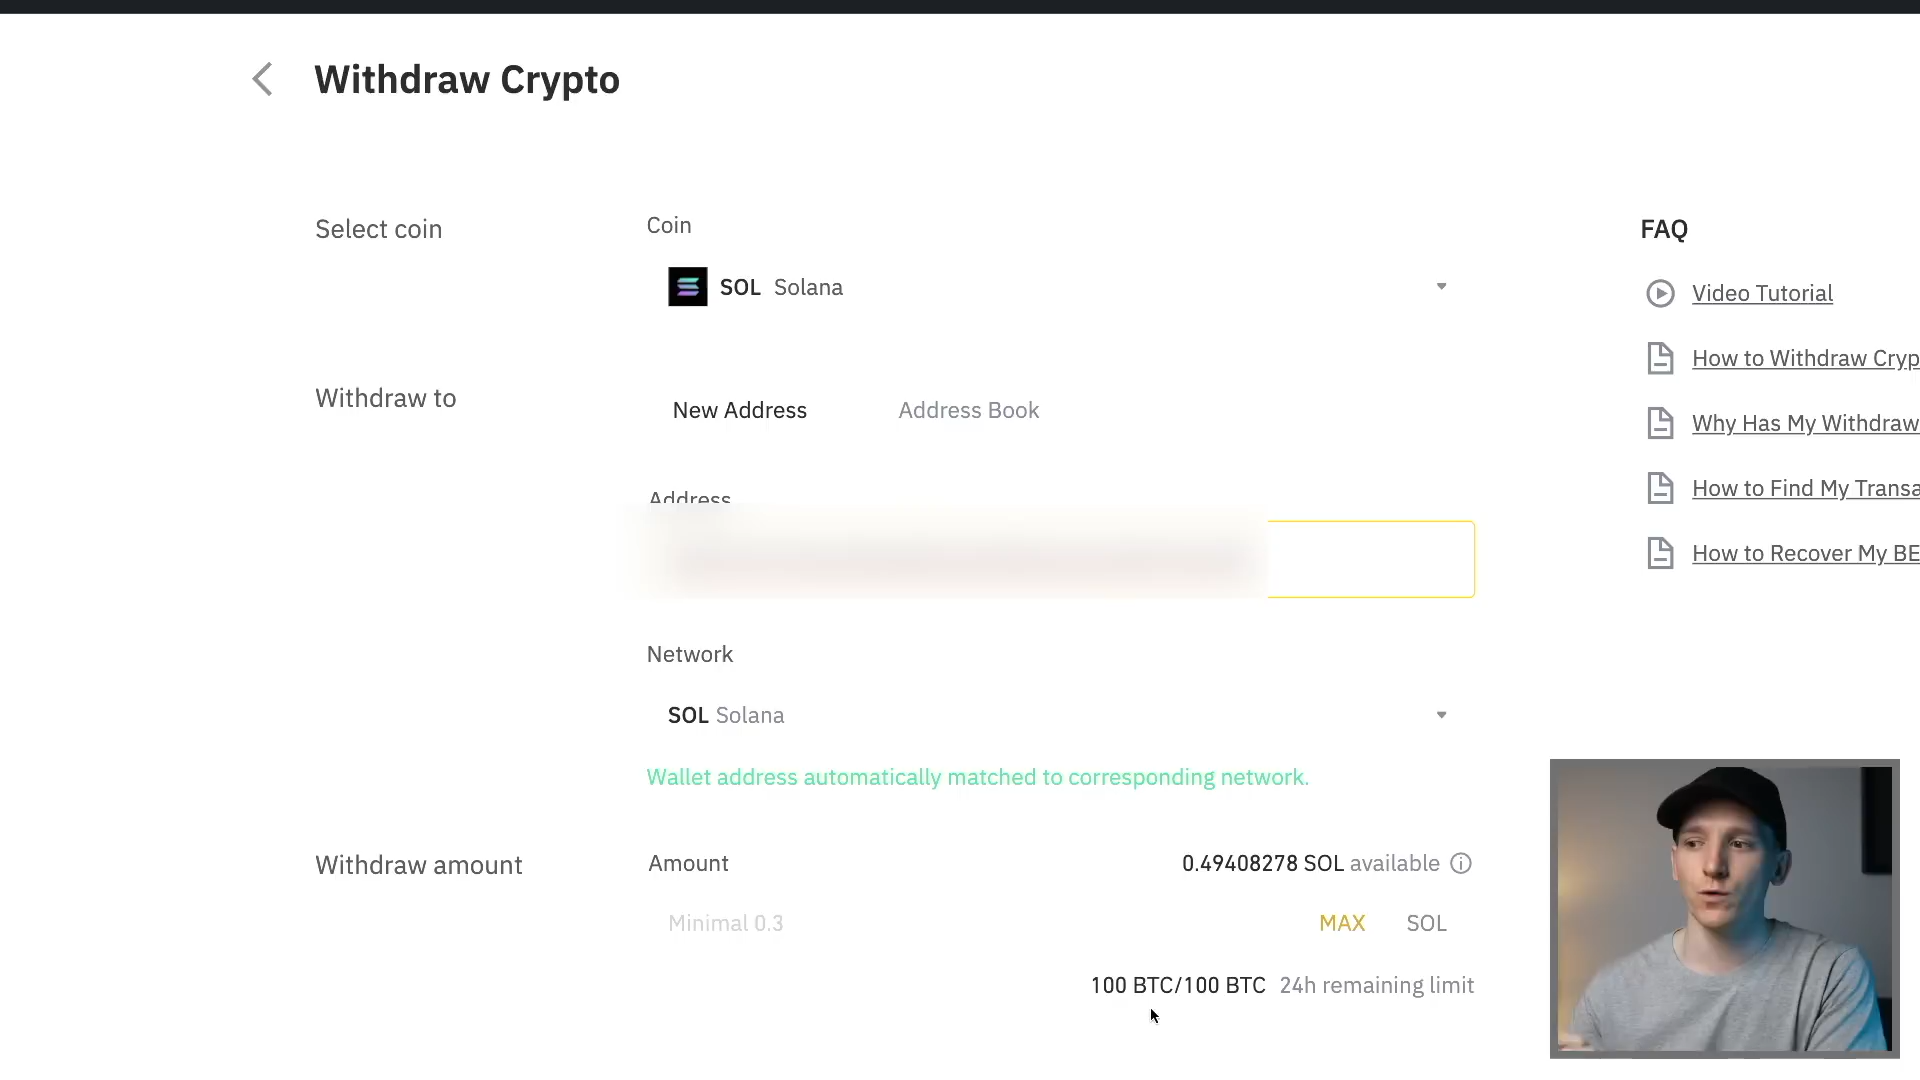 Withdraw Crypto
Select coin
Coin
SOL Solana
Withdraw to
New Address
Address Book
Address
Network
SOL Solana
Wallet address automatically matched to corresponding network.
Withdraw amount
Amount
0.49408278 SOL available
Minimal 0.3
MAX
SOL
100 BTC/100 BTC 24h remaining limit
FAQ
Video Tutorial
How to Withdraw Cryp
Why Has My Withdraw
How to Find My Transa
How to Recover My BE